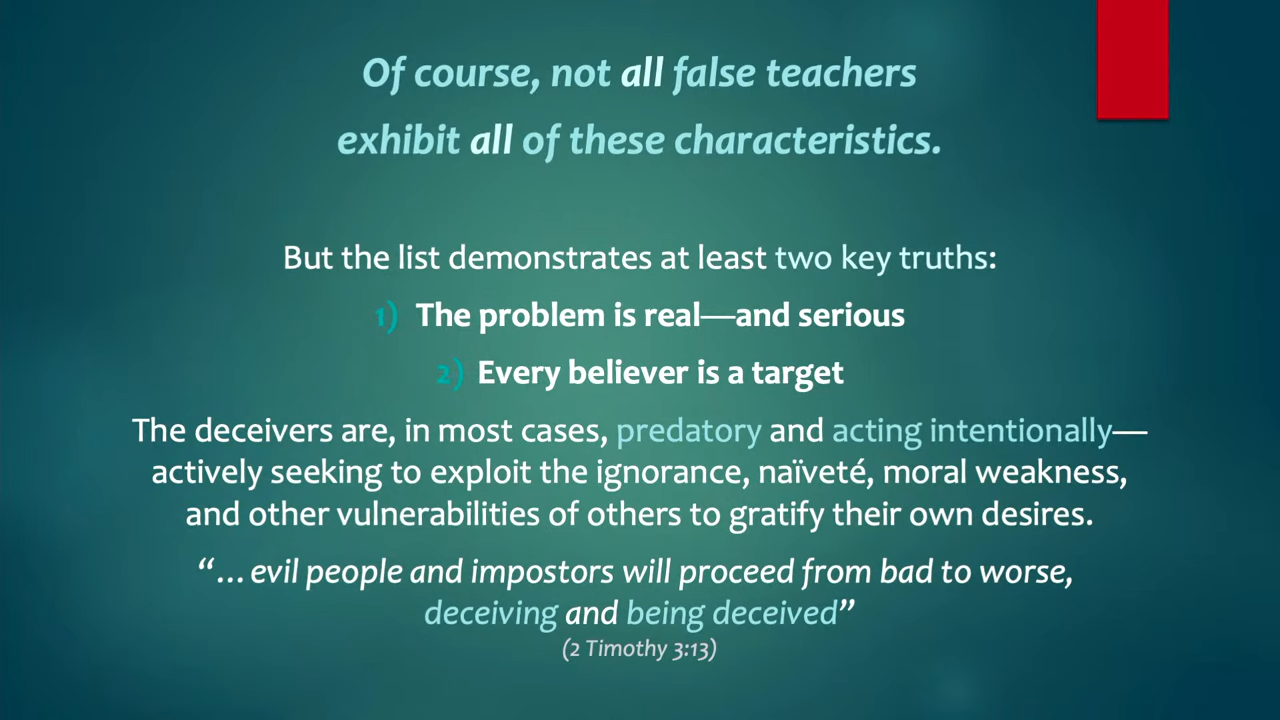 Of course, not all false teachers
exhibit all of these characteristics.
But the list demonstrates at least two key truths:
1) The problem is real—and serious
2) Every believer is a target
The deceivers are, in most cases, predatory and acting intentionally—
actively seeking to exploit the ignorance, naïveté, moral weakness,
and other vulnerabilities of others to gratify their own desires.
“…evil people and impostors will proceed from bad to worse,
deceiving and being deceived”
(2 Timothy 3:13)